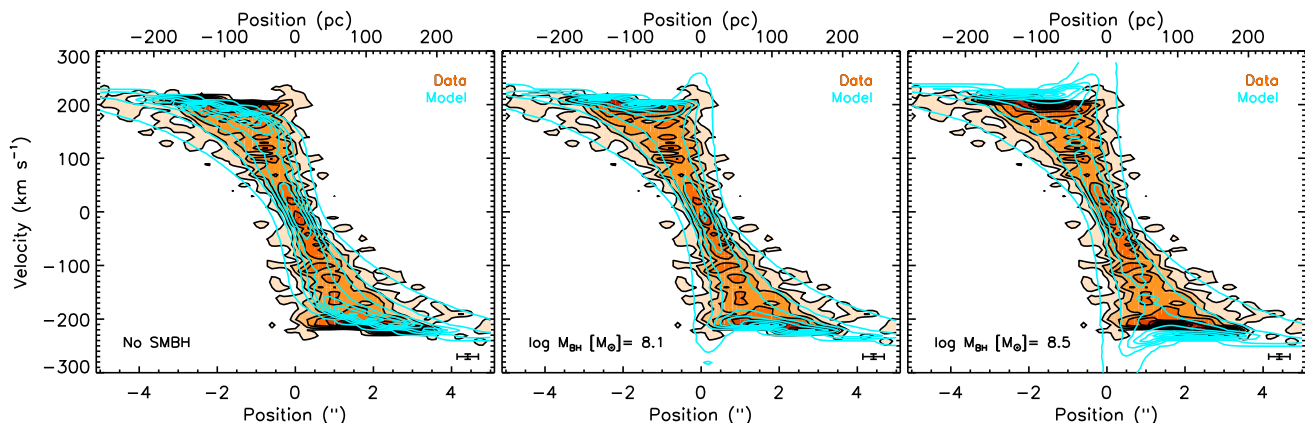 Position (pc) Position (pc) Position (pc)
−200 −100 0 100 200 −200 −100 0 100 200 −200 −100 0 100 200
300
200
100
0
−100
−200
−300
Velocity (km s⁻¹)
Data
Model
No SMBH
Data
Model
log M_BH [M_⊙]= 8.1
Data
Model
log M_BH [M_⊙]= 8.5
−4 −2 0 2 4 −4 −2 0 2 4 −4 −2 0 2 4
Position (") Position (") Position (")